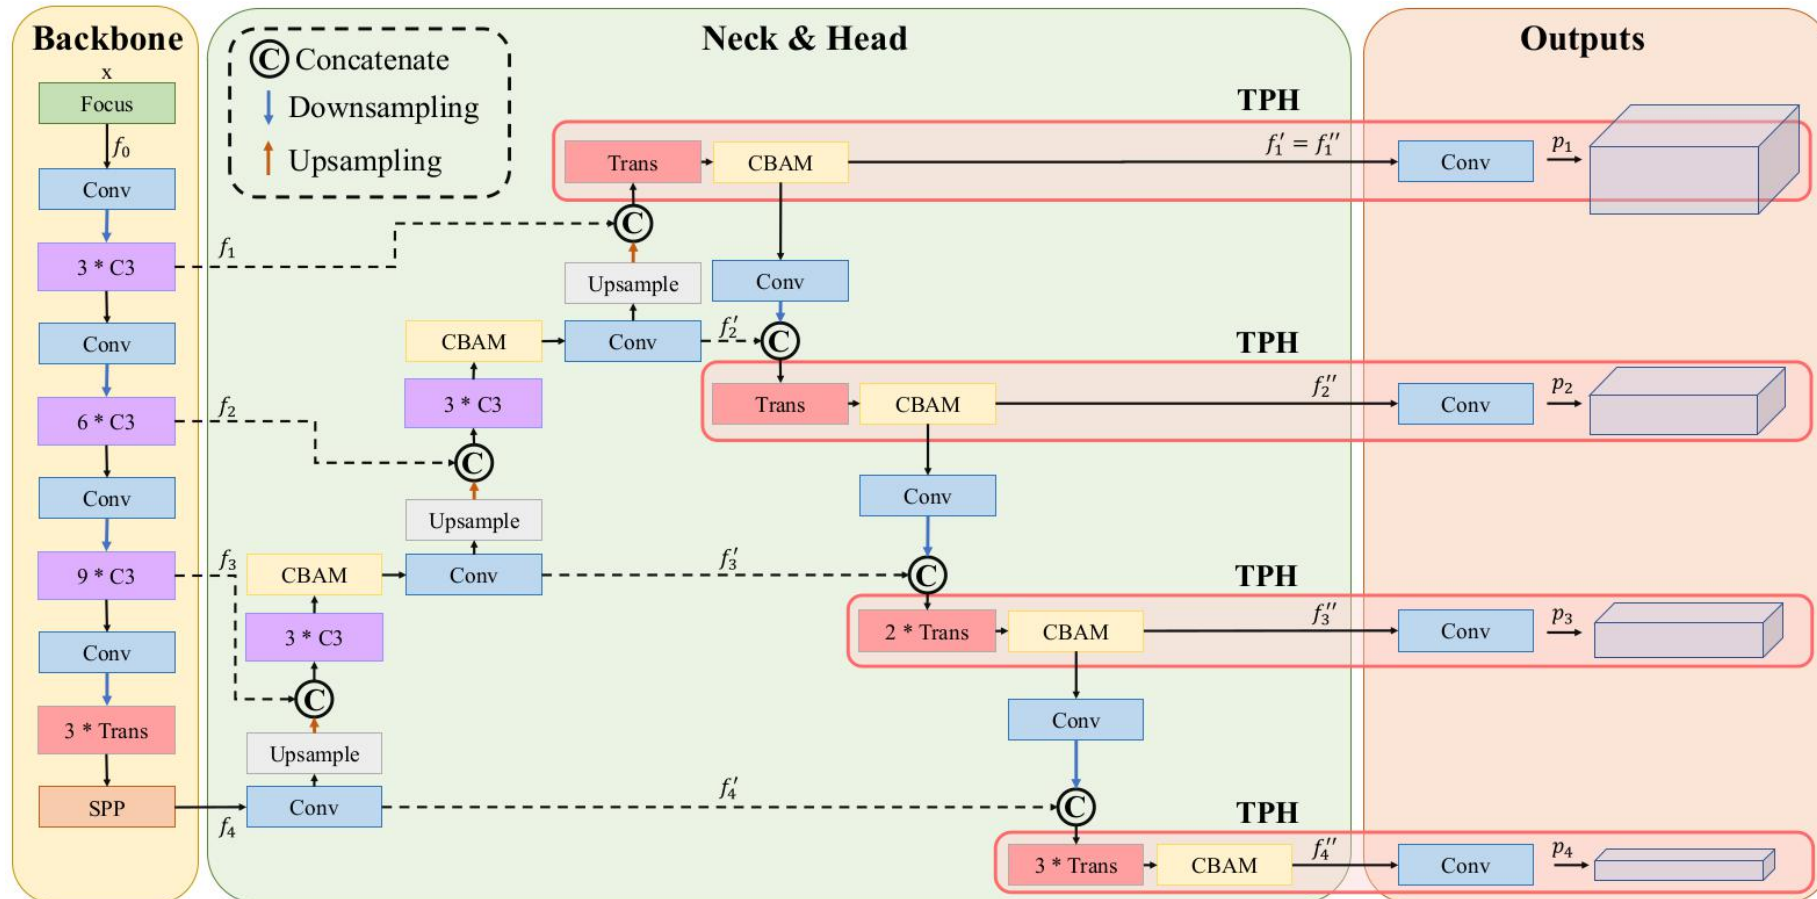 Backbone
x
Focus
f₀
Conv
3 * C3
Conv
6 * C3
Conv
9 * C3
Conv
3 * Trans
SPP
Neck & Head
C Concatenate
Downsampling
Upsampling
f₁
f₂
f₃
f₄
Conv
f₄′
Upsample
C
3 * C3
CBAM
Conv
f₃′
Upsample
C
3 * C3
CBAM
Conv
f₂′
Upsample
C
TPH
Trans
CBAM
f₁′ = f₁′′
Conv
C
TPH
Trans
CBAM
f₂′′
Conv
C
TPH
2 * Trans
CBAM
f₃′′
Conv
C
TPH
3 * Trans
CBAM
f₄′′
Outputs
Conv
p₁
Conv
p₂
Conv
p₃
Conv
p₄